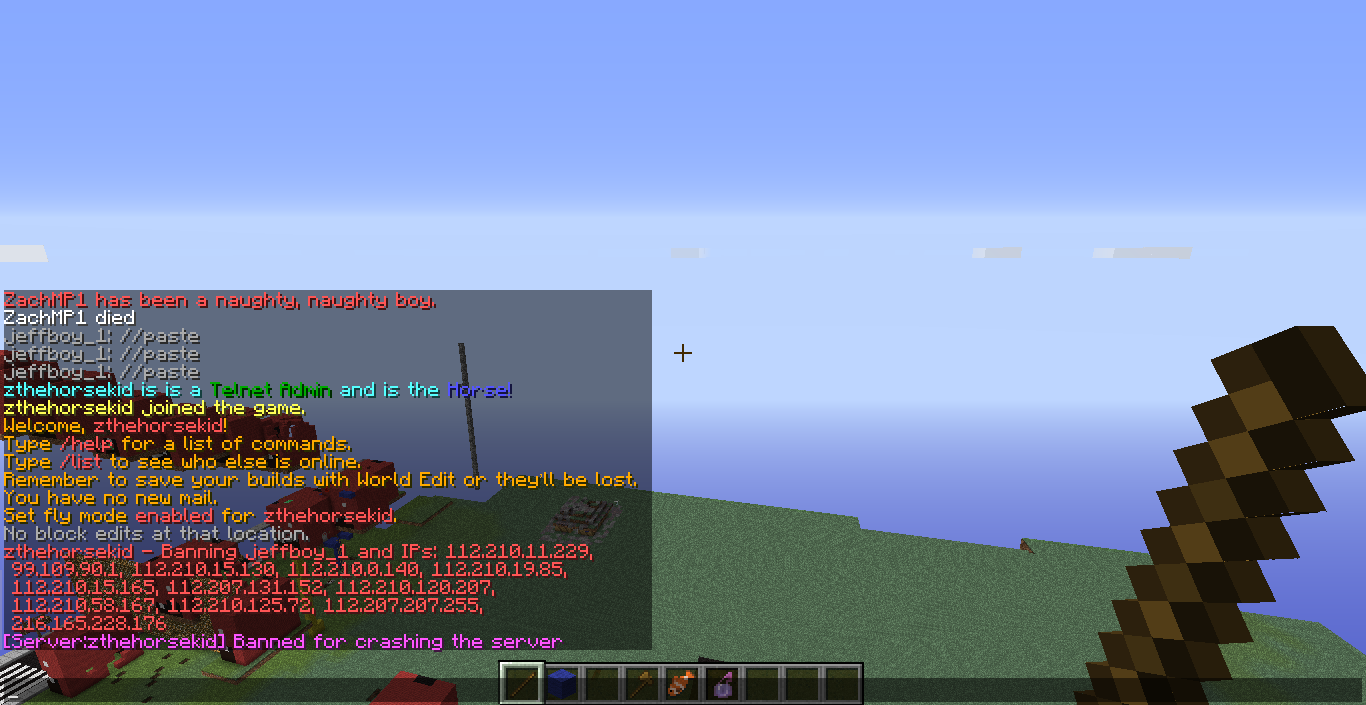 ZachMP1 has been a naughty, naughty boy.
ZachMP1 died
jeffboy_1: //paste
jeffboy_1: //paste
jeffboy_1: //paste
zthehorsekid is is a Telnet Admin and is the Horse!
zthehorsekid joined the game.
Welcome, zthehorsekid!
Type /help for a list of commands.
Type /list to see who else is online.
Remember to save your builds with World Edit or they'll be lost.
You have no new mail.
Set fly mode enabled for zthehorsekid.
No block edits at that location.
zthehorsekid - Banning jeffboy_1 and IPs: 112.210.11.229,
99.109.90.1, 112.210.15.130, 112.210.0.140, 112.210.19.85,
112.210.15.165, 112.207.131.152, 112.210.120.207,
112.210.58.167, 112.210.125.72, 112.207.207.255,
216.165.228.176
[Server:zthehorsekid] Banned for crashing the server